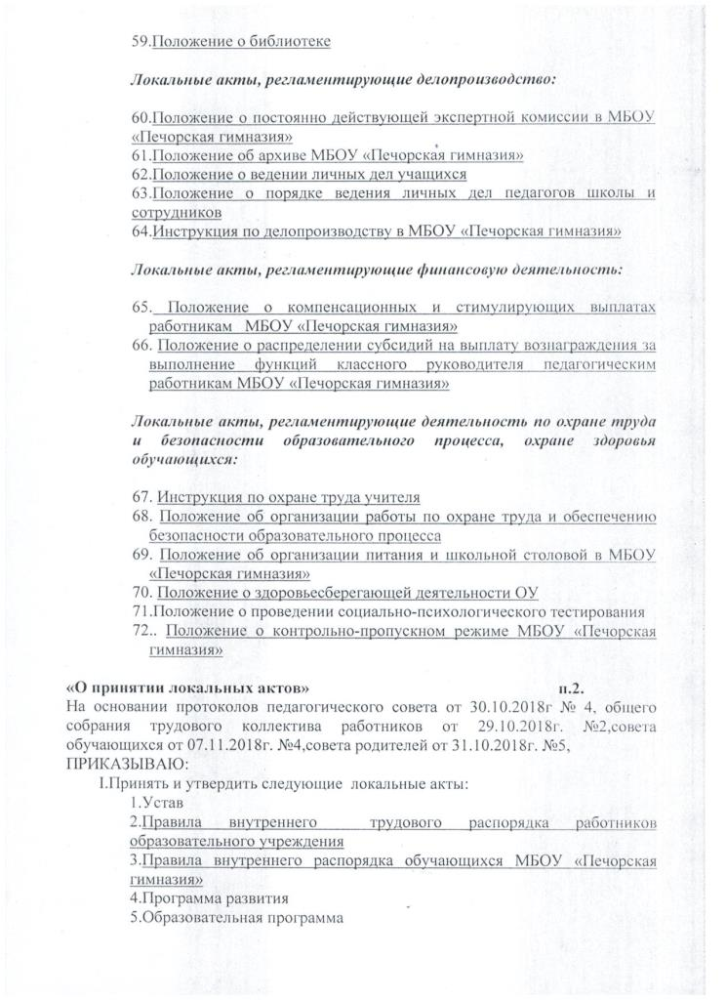 59.Положение о библиотеке
Локальные акты, регламентирующие делопроизводство:
60.Положение о постоянно действующей экспертной комиссии в МБОУ
«Печорская гимназия»
61.Положение об архиве МБОУ «Печорская гимназия»
62.Положение о ведении личных дел учащихся
63.Положение о порядке ведения личных дел педагогов школы и
сотрудников
64.Инструкция по делопроизводству в МБОУ «Печорская гимназия»
Локальные акты, регламентирующие финансовую деятельность:
65. Положение о компенсационных и стимулирующих выплатах
работникам МБОУ «Печорская гимназия»
66. Положение о распределении субсидий на выплату вознаграждения за
выполнение функций классного руководителя педагогическим
работникам МБОУ «Печорская гимназия»
Локальные акты, регламентирующие деятельность по охране труда
и безопасности образовательного процесса, охране здоровья
обучающихся:
67. Инструкция по охране труда учителя
68. Положение об организации работы по охране труда и обеспечению
безопасности образовательного процесса
69. Положение об организации питания и школьной столовой в МБОУ
«Печорская гимназия»
70. Положение о здоровьесберегающей деятельности ОУ
71.Положение о проведении социально-психологического тестирования
72.. Положение о контрольно-пропускном режиме МБОУ «Печорская
гимназия»
«О принятии локальных актов» п.2.
На основании протоколов педагогического совета от 30.10.2018г № 4, общего
собрания трудового коллектива работников от 29.10.2018г. №2,совета
обучающихся от 07.11.2018г. №4,совета родителей от 31.10.2018г. №5,
ПРИКАЗЫВАЮ:
I.Принять и утвердить следующие локальные акты:
1.Устав
2.Правила внутреннего трудового распорядка работников
образовательного учреждения
3.Правила внутреннего распорядка обучающихся МБОУ «Печорская
гимназия»
4.Программа развития
5.Образовательная программа